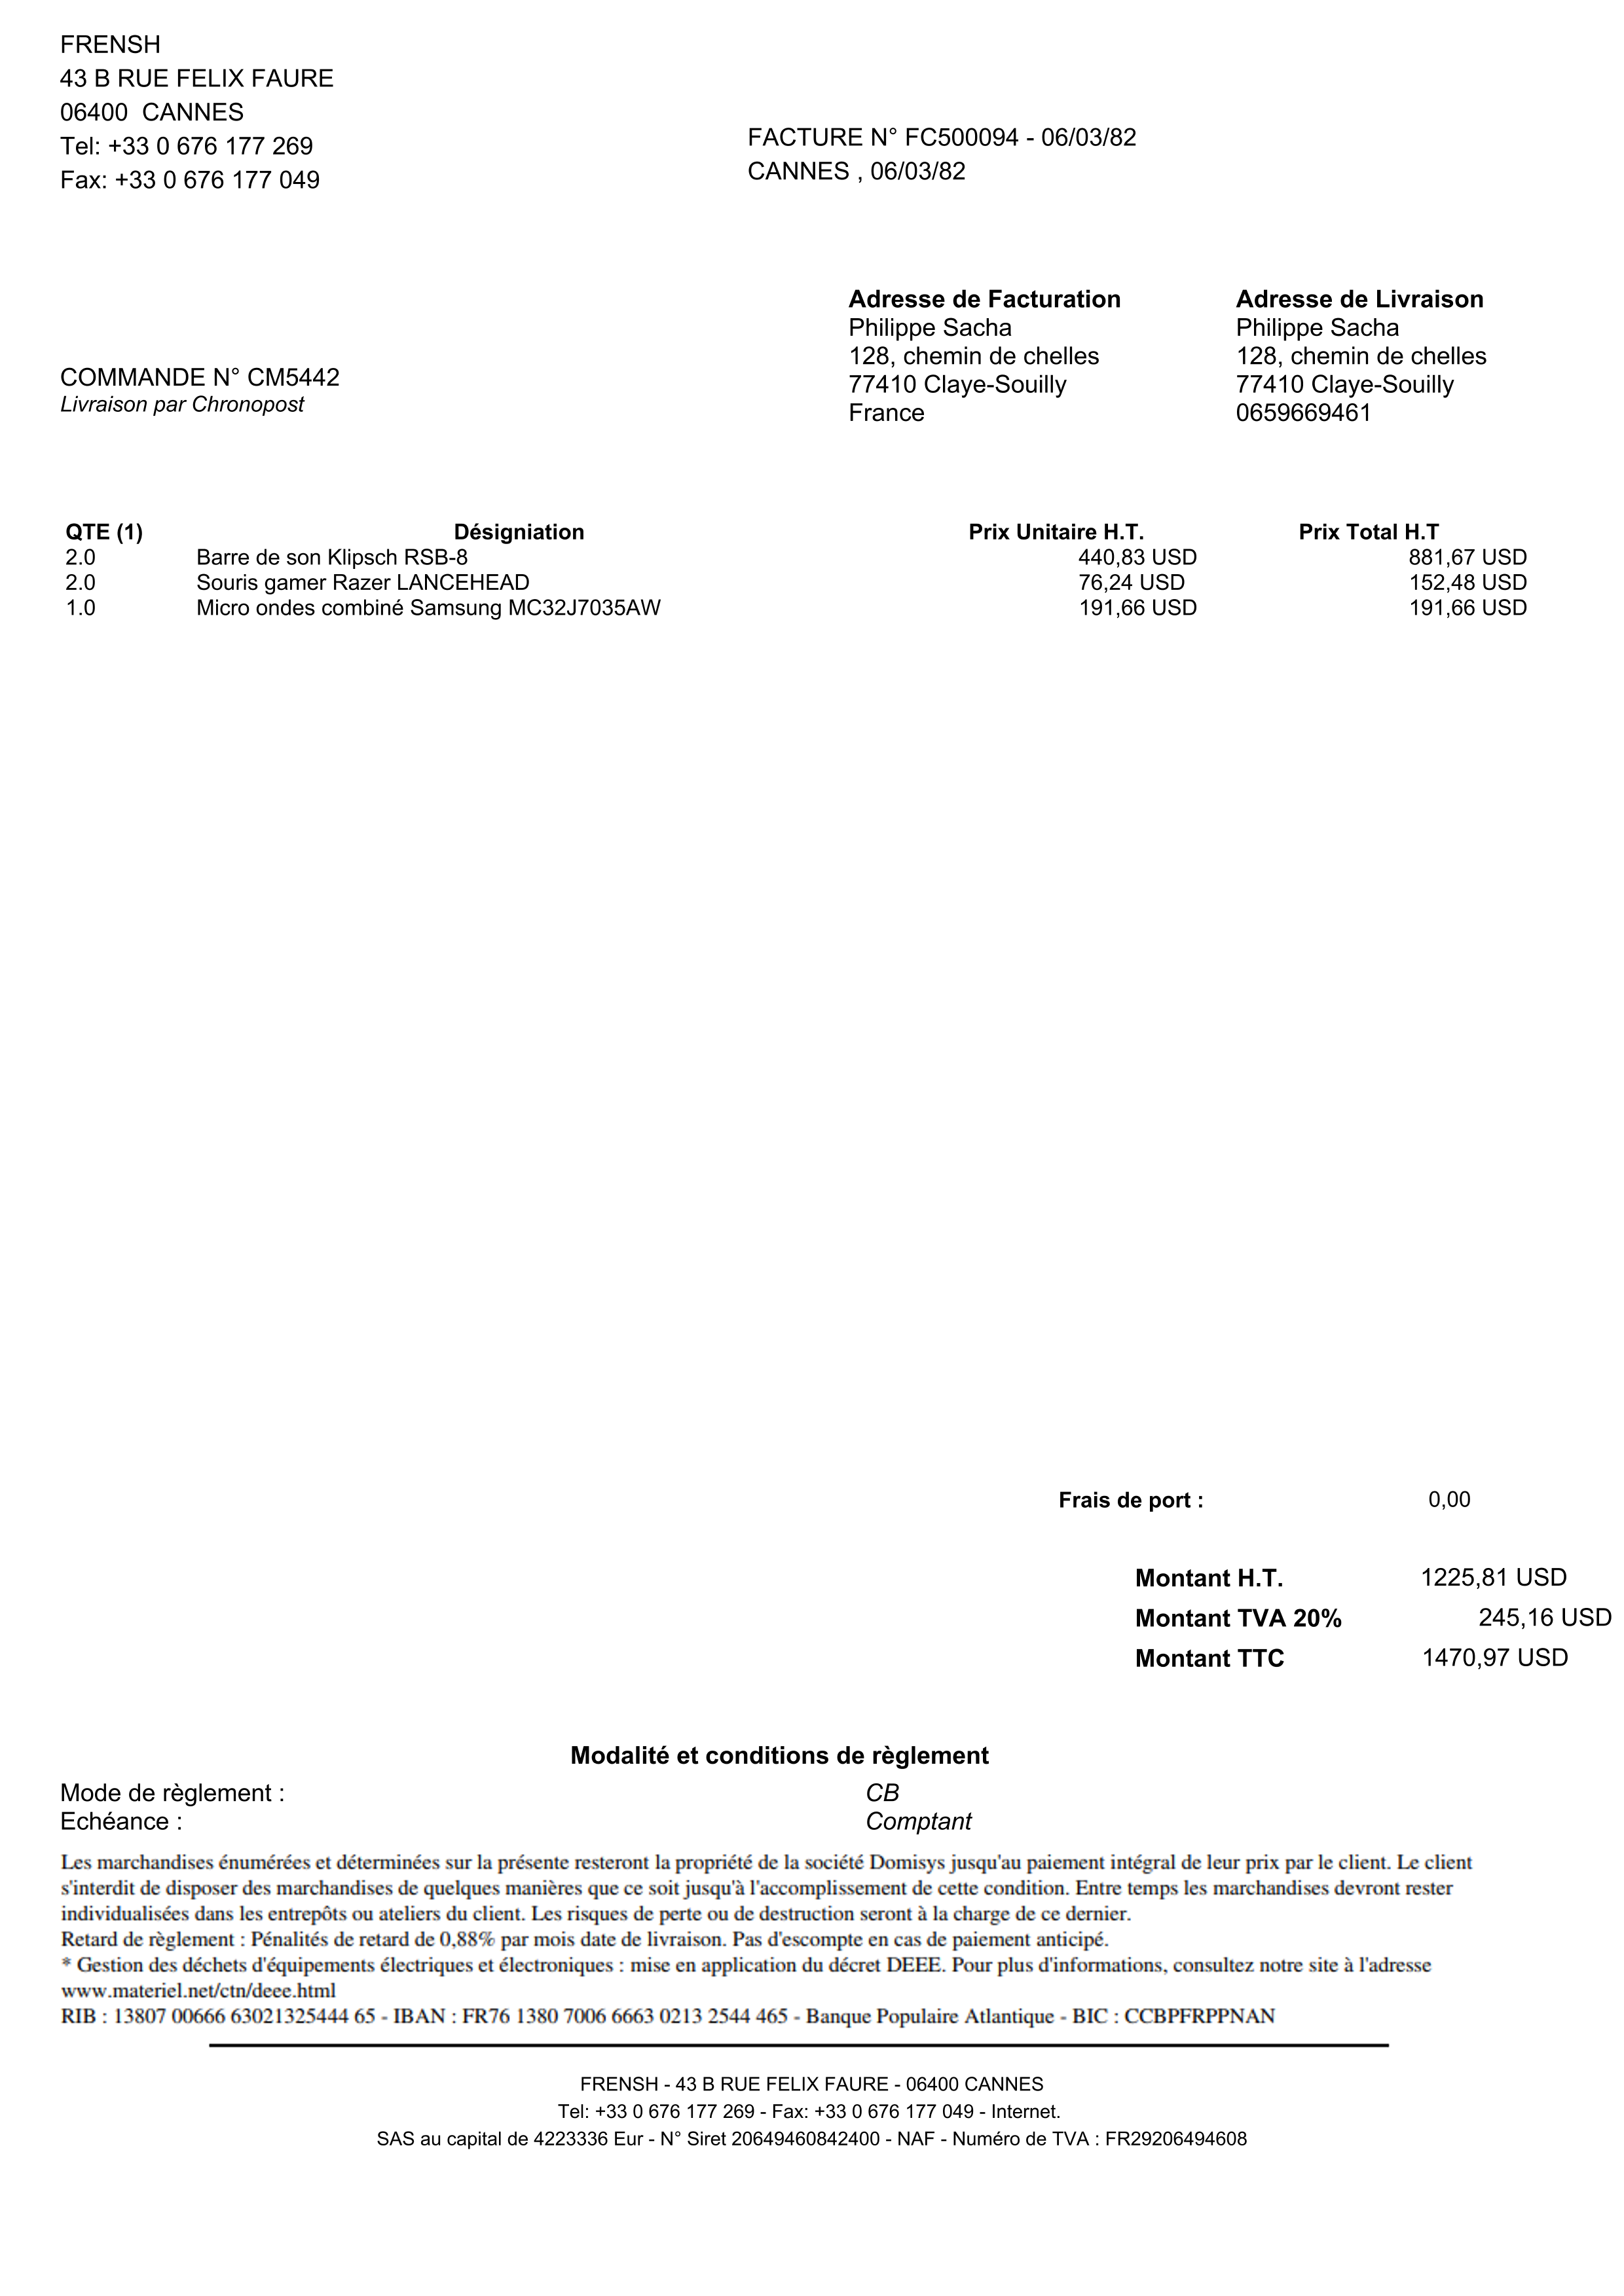 FRENSH
43 B RUE FELIX FAURE
06400  CANNES
Tel: +33 0 676 177 269
Fax: +33 0 676 177 049
FACTURE N° FC500094 - 06/03/82
CANNES , 06/03/82
COMMANDE N° CM5442
Livraison par Chronopost
Adresse de Facturation
Philippe Sacha
128, chemin de chelles
77410 Claye-Souilly
France
Adresse de Livraison
Philippe Sacha
128, chemin de chelles
77410 Claye-Souilly
0659669461
QTE (1) Désigniation Prix Unitaire H.T. Prix Total H.T
2.0 Barre de son Klipsch RSB-8 440,83 USD 881,67 USD
2.0 Souris gamer Razer LANCEHEAD 76,24 USD 152,48 USD
1.0 Micro ondes combiné Samsung MC32J7035AW 191,66 USD 191,66 USD
Frais de port : 0,00
Montant H.T. 1225,81 USD
Montant TVA 20% 245,16 USD
Montant TTC 1470,97 USD
Modalité et conditions de règlement
Mode de règlement : CB
Echéance : Comptant
Les marchandises énumérées et déterminées sur la présente resteront la propriété de la société Domisys jusqu'au paiement intégral de leur prix par le client. Le client
s'interdit de disposer des marchandises de quelques manières que ce soit jusqu'à l'accomplissement de cette condition. Entre temps les marchandises devront rester
individualisées dans les entrepôts ou ateliers du client. Les risques de perte ou de destruction seront à la charge de ce dernier.
Retard de règlement : Pénalités de retard de 0,88% par mois date de livraison. Pas d'escompte en cas de paiement anticipé.
* Gestion des déchets d'équipements électriques et électroniques : mise en application du décret DEEE. Pour plus d'informations, consultez notre site à l'adresse
www.materiel.net/ctn/deee.html
RIB : 13807 00666 63021325444 65 - IBAN : FR76 1380 7006 6663 0213 2544 465 - Banque Populaire Atlantique - BIC : CCBPFRPPNAN
FRENSH - 43 B RUE FELIX FAURE - 06400 CANNES
Tel: +33 0 676 177 269 - Fax: +33 0 676 177 049 - Internet.
SAS au capital de 4223336 Eur - N° Siret 20649460842400 - NAF - Numéro de TVA : FR29206494608